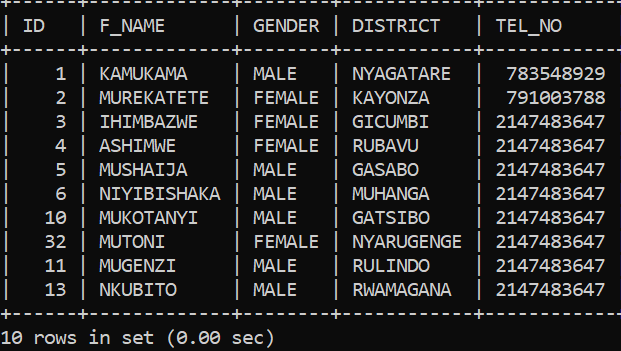 +------+-------------+--------+------------+------------
| ID   | F_NAME      | GENDER | DISTRICT   | TEL_NO
+------+-------------+--------+------------+------------
|    1 | KAMUKAMA    | MALE   | NYAGATARE  |  783548929
|    2 | MUREKATETE  | FEMALE | KAYONZA    |  791003788
|    3 | IHIMBAZWE   | FEMALE | GICUMBI    | 2147483647
|    4 | ASHIMWE     | FEMALE | RUBAVU     | 2147483647
|    5 | MUSHAIJA    | MALE   | GASABO     | 2147483647
|    6 | NIYIBISHAKA | MALE   | MUHANGA    | 2147483647
|   10 | MUKOTANYI   | MALE   | GATSIBO    | 2147483647
|   32 | MUTONI      | FEMALE | NYARUGENGE | 2147483647
|   11 | MUGENZI     | MALE   | RULINDO    | 2147483647
|   13 | NKUBITO     | MALE   | RWAMAGANA  | 2147483647
+------+-------------+--------+------------+------------
10 rows in set (0.00 sec)